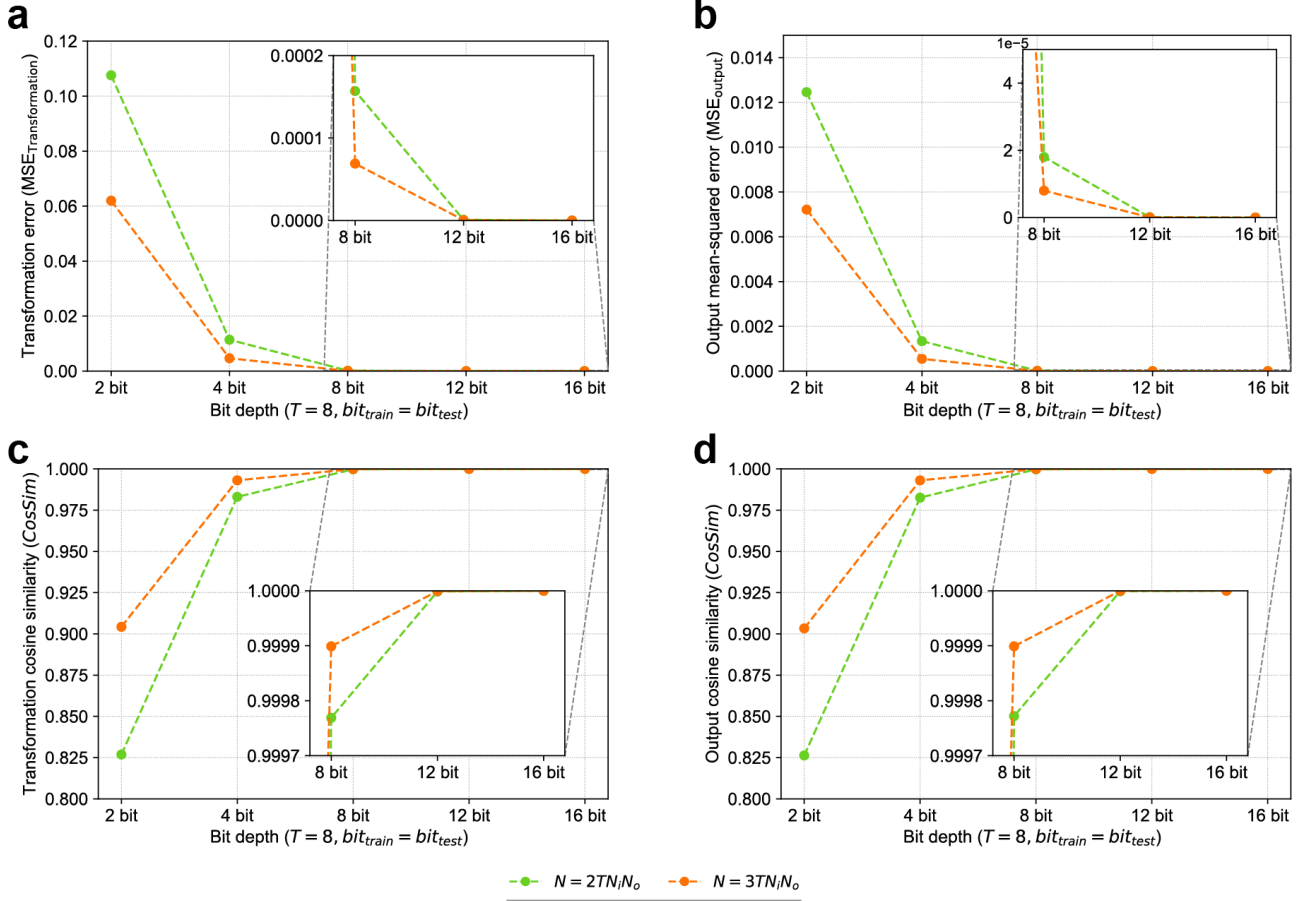 a
Transformation error (MSE_Transformation)
0.12
0.10
0.08
0.06
0.04
0.02
0.00
0.0002
0.0001
0.0000
8 bit 12 bit 16 bit
2 bit 4 bit 8 bit 12 bit 16 bit
Bit depth (T = 8, bit_train = bit_test)
b
Output mean-squared error (MSE_output)
0.014
0.012
0.010
0.008
0.006
0.004
0.002
0.000
1e−5
4
2
0
8 bit 12 bit 16 bit
2 bit 4 bit 8 bit 12 bit 16 bit
Bit depth (T = 8, bit_train = bit_test)
c
Transformation cosine similarity (CosSim)
1.000
0.975
0.950
0.925
0.900
0.875
0.850
0.825
0.800
1.0000
0.9999
0.9998
0.9997
8 bit 12 bit 16 bit
2 bit 4 bit 8 bit 12 bit 16 bit
Bit depth (T = 8, bit_train = bit_test)
d
Output cosine similarity (CosSim)
1.000
0.975
0.950
0.925
0.900
0.875
0.850
0.825
0.800
1.0000
0.9999
0.9998
0.9997
8 bit 12 bit 16 bit
2 bit 4 bit 8 bit 12 bit 16 bit
Bit depth (T = 8, bit_train = bit_test)
N = 2TN_iN_o N = 3TN_iN_o